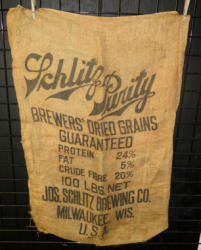 Schlitz
Purity
BREWERS' DRIED GRAINS
GUARANTEED
PROTEIN 24%
FAT 5%
CRUDE FIBRE 20%
100 LBS. NET
JOS. SCHLITZ BREWING CO.
MILWAUKEE, WIS.
U.S.A.